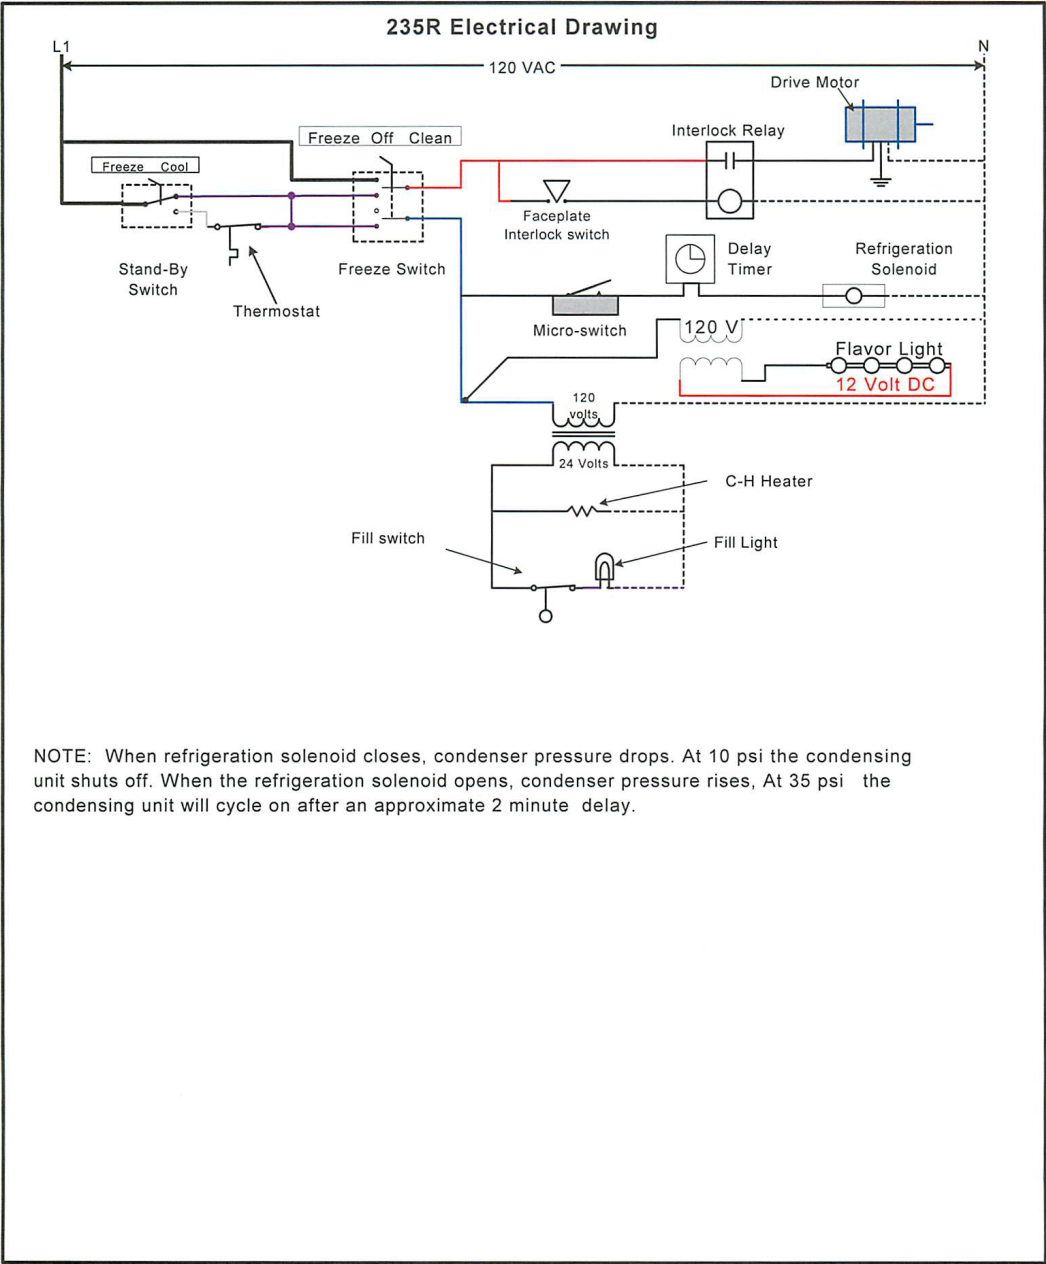 235R Electrical Drawing
L1
N
120 VAC
Drive Motor
Freeze Off Clean
Interlock Relay
Freeze Cool
Faceplate
Interlock switch
Stand-By
Switch
Freeze Switch
Thermostat
Delay
Timer
Refrigeration
Solenoid
Micro-switch
120 V
Flavor Light
12 Volt DC
120
volts
24 Volts
C-H Heater
Fill switch
Fill Light
NOTE: When refrigeration solenoid closes, condenser pressure drops. At 10 psi the condensing
unit shuts off. When the refrigeration solenoid opens, condenser pressure rises, At 35 psi the
condensing unit will cycle on after an approximate 2 minute delay.